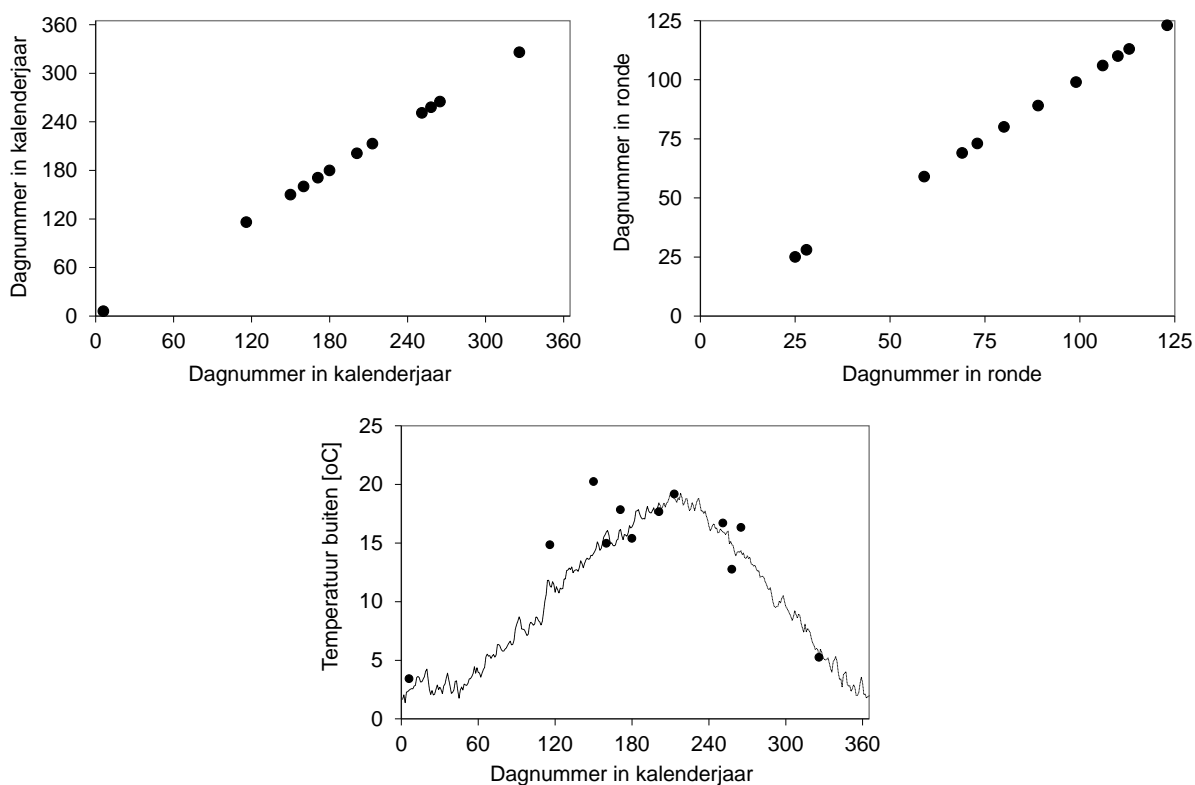 360
300
240
180
120
60
0
0 60 120 180 240 300 360
Dagnummer in kalenderjaar
Dagnummer in kalenderjaar
125
100
75
50
25
0
0 25 50 75 100 125
Dagnummer in ronde
Dagnummer in ronde
25
20
15
10
5
0
0 60 120 180 240 300 360
Temperatuur buiten [oC]
Dagnummer in kalenderjaar